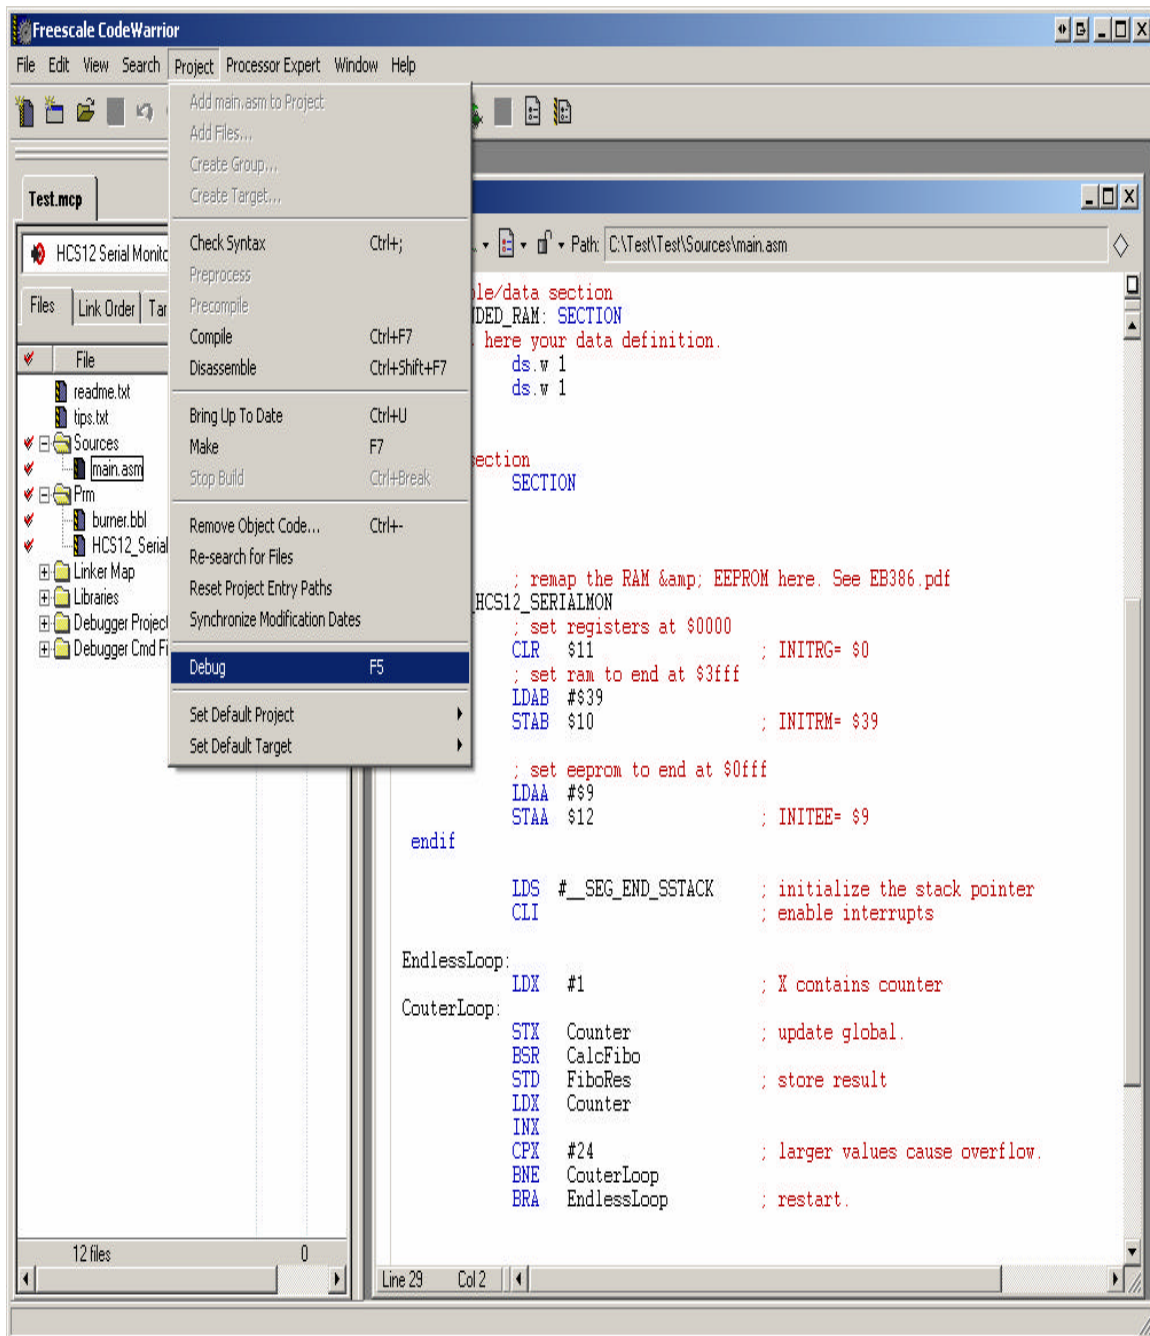 Freescale CodeWarrior
File Edit View Search Project Processor Expert Window Help
Add main.asm to Project
Add Files...
Create Group...
Create Target...
Check Syntax Ctrl+;
Preprocess
Precompile
Compile Ctrl+F7
Disassemble Ctrl+Shift+F7
Bring Up To Date Ctrl+U
Make F7
Stop Build Ctrl+Break
Remove Object Code... Ctrl+-
Re-search for Files
Reset Project Entry Paths
Synchronize Modification Dates
Debug F5
Set Default Project
Set Default Target
Test.mcp
HCS12 Serial Monitc
Files Link Order Tar
File
readme.txt
tips.txt
Sources
main.asm
Prm
burner.bbl
HCS12_Serial
Linker Map
Libraries
Debugger Project
Debugger Cmd Fi
12 files 0
Path: C:\Test\Test\Sources\main.asm
le/data section
DED_RAM: SECTION
here your data definition.
ds.w 1
ds.w 1
ection
SECTION
; remap the RAM &amp; EEPROM here. See EB386.pdf
_HCS12_SERIALMON
; set registers at $0000
CLR $11 ; INITRG= $0
; set ram to end at $3fff
LDAB #$39
STAB $10 ; INITRM= $39
; set eeprom to end at $0fff
LDAA #$9
STAA $12 ; INITEE= $9
endif
LDS #__SEG_END_SSTACK ; initialize the stack pointer
CLI ; enable interrupts
EndlessLoop:
LDX #1 ; X contains counter
CouterLoop:
STX Counter ; update global.
BSR CalcFibo
STD FiboRes ; store result
LDX Counter
INX
CPX #24 ; larger values cause overflow.
BNE CouterLoop
BRA EndlessLoop ; restart.
Line 29 Col 2